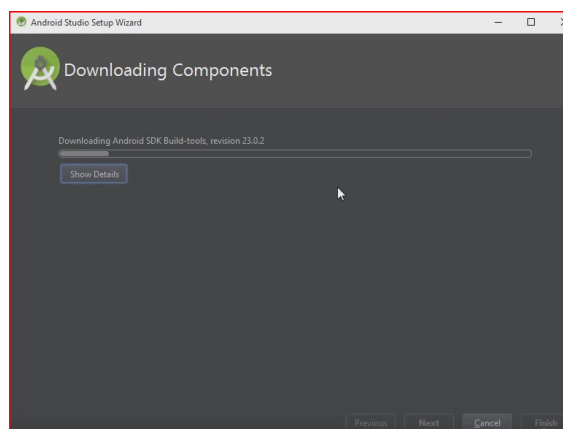 Android Studio Setup Wizard
Downloading Components
Downloading Android SDK Build-tools, revision 23.0.2
Show Details
Previous Next Cancel Finish